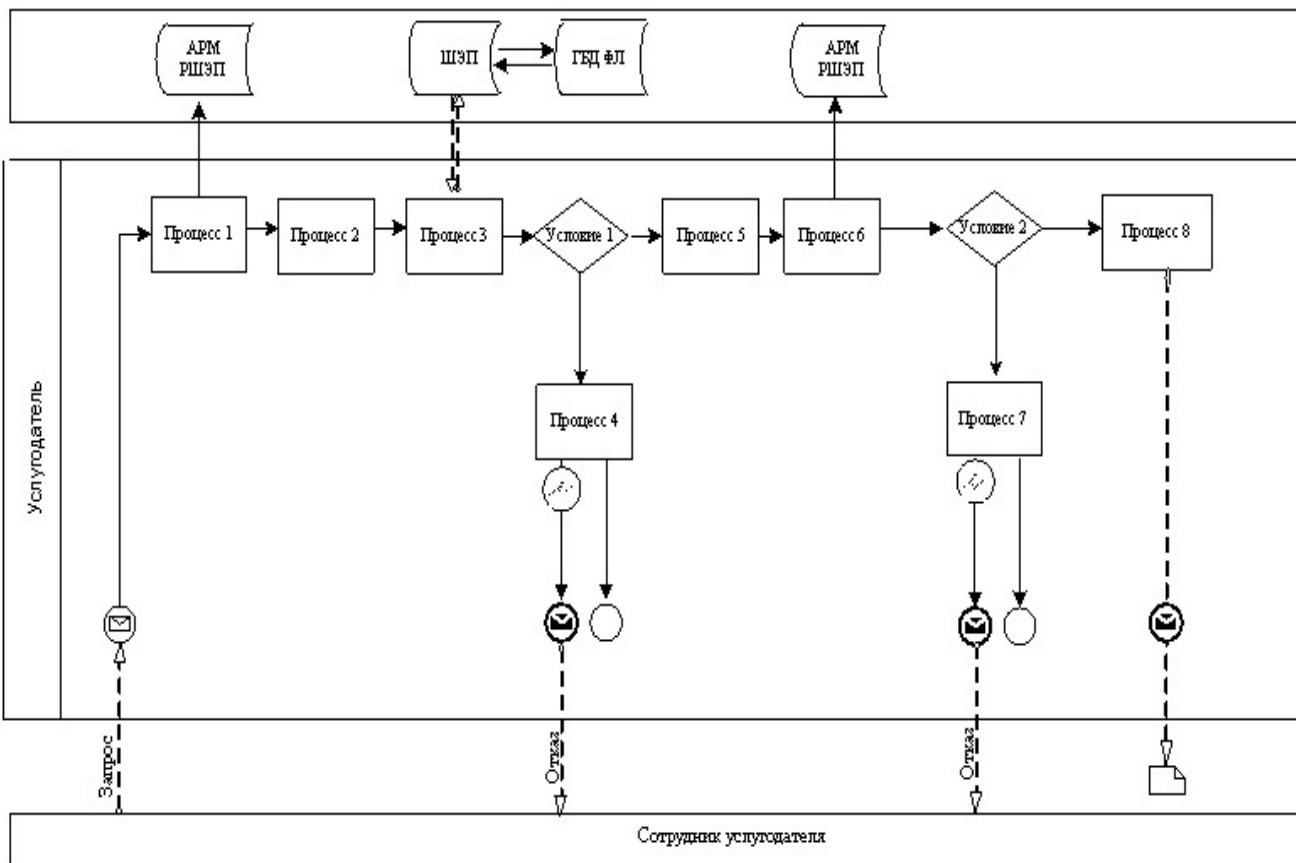 АРМ
РШЭП
ШЭП
ГБД ФЛ
АРМ
РШЭП
Процесс 1
Процесс 2
Процесс 3
Условие 1
Процесс 5
Процесс 6
Условие 2
Процесс 8
Процесс 4
Процесс 7
Услугодатель
Запрос
Отказ
Отказ
Сотрудник услугодателя